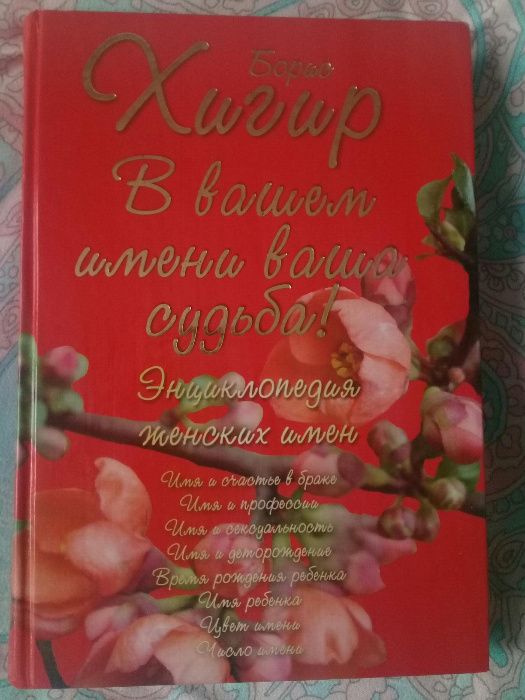 Борис
Хигир
В вашем
имени ваша
судьба!
Энциклопедия
женских имен
Имя и счастье в браке
Имя и профессии
Имя и сексуальность
Имя и деторождение
Время рождения ребенка
Имя ребенка
Цвет имени
Число имени